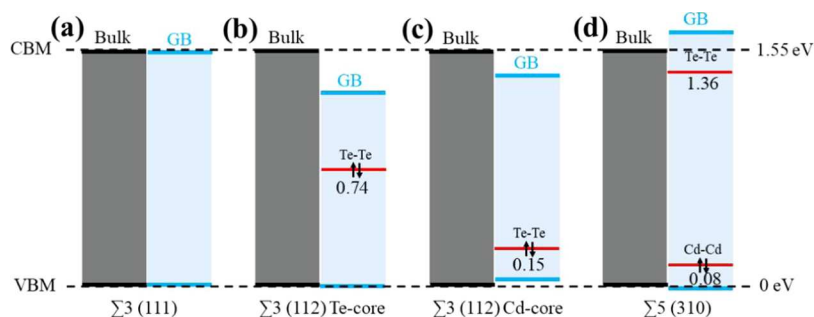 (a) (b) (c) (d)
GB
CBM Bulk GB Bulk Bulk Bulk 1.55 eV
GB GB Te-Te
1.36
Te-Te
0.74
Te-Te Cd-Cd
0.15 0.08
VBM 0 eV
∑3 (111) ∑3 (112) Te-core ∑3 (112) Cd-core ∑5 (310)